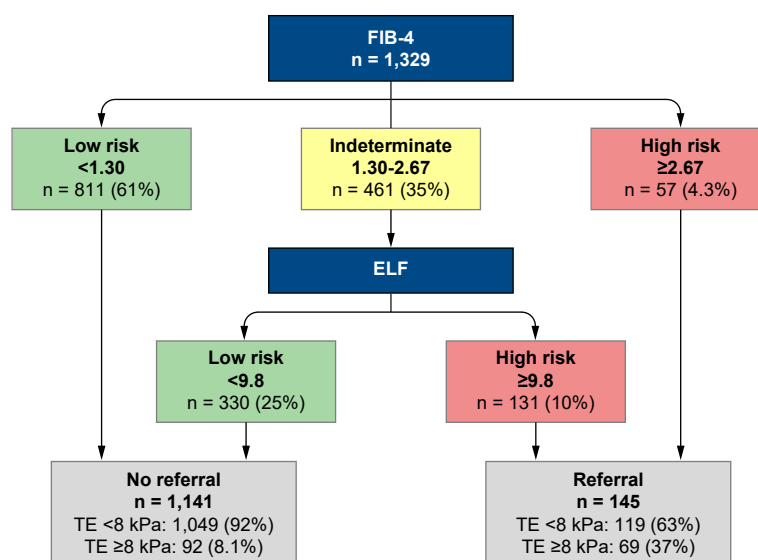 FIB-4
n = 1,329
Low risk
<1.30
n = 811 (61%)
Indeterminate
1.30-2.67
n = 461 (35%)
High risk
≥2.67
n = 57 (4.3%)
ELF
Low risk
<9.8
n = 330 (25%)
High risk
≥9.8
n = 131 (10%)
No referral
n = 1,141
TE <8 kPa: 1,049 (92%)
TE ≥8 kPa: 92 (8.1%)
Referral
n = 145
TE <8 kPa: 119 (63%)
TE ≥8 kPa: 69 (37%)